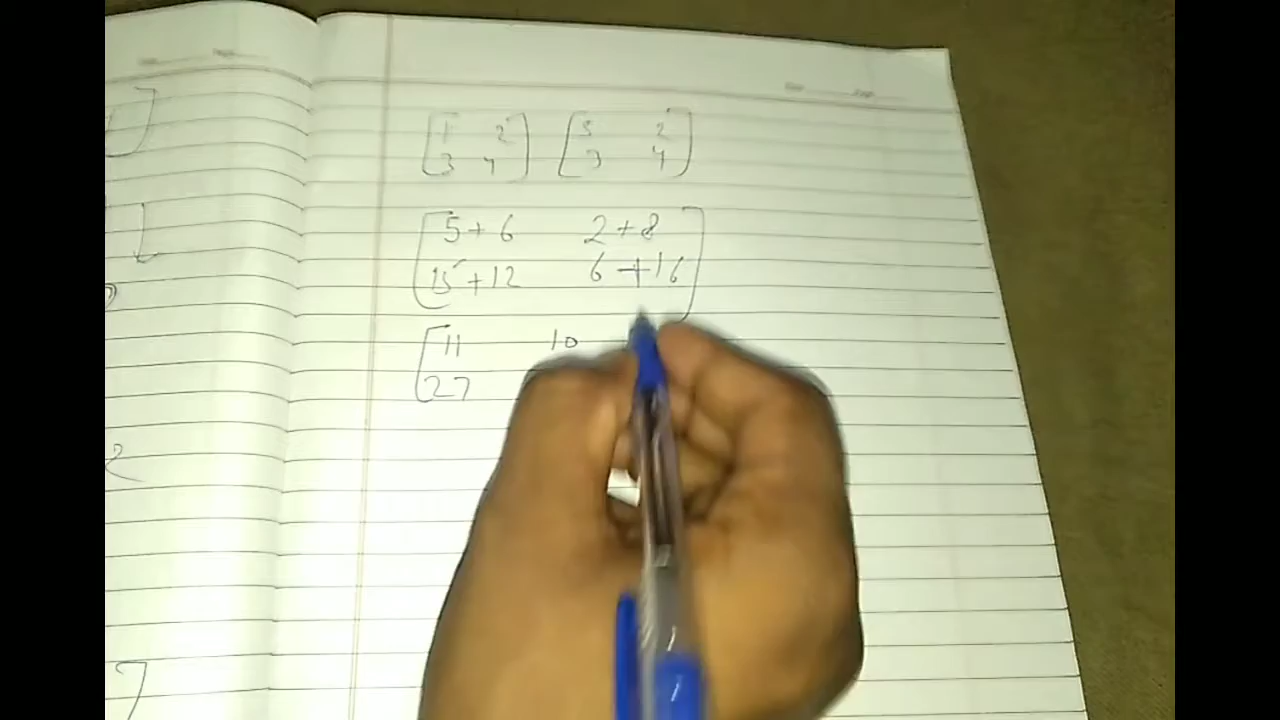 [1 2] [5 2]
[3 4] [3 4]
[5+6 2+8]
[15+12 6+16]
[11 10
[27
2